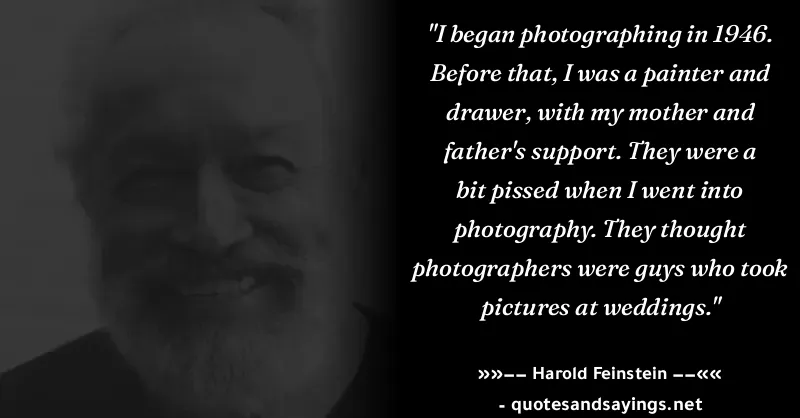 "I began photographing in 1946.
Before that, I was a painter and
drawer, with my mother and
father's support. They were a
bit pissed when I went into
photography. They thought
photographers were guys who took
pictures at weddings."
»»−− Harold Feinstein −−««
- quotesandsayings.net